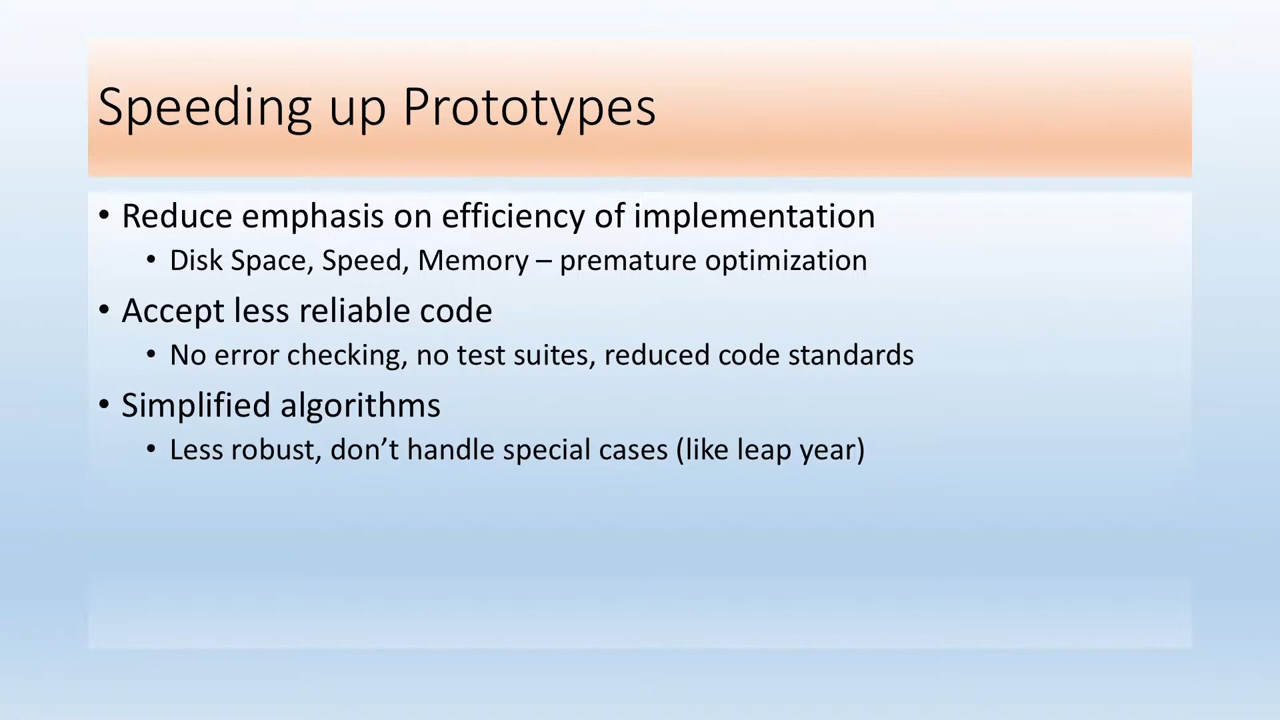 Speeding up Prototypes
• Reduce emphasis on efficiency of implementation
• Disk Space, Speed, Memory – premature optimization
• Accept less reliable code
• No error checking, no test suites, reduced code standards
• Simplified algorithms
• Less robust, don’t handle special cases (like leap year)